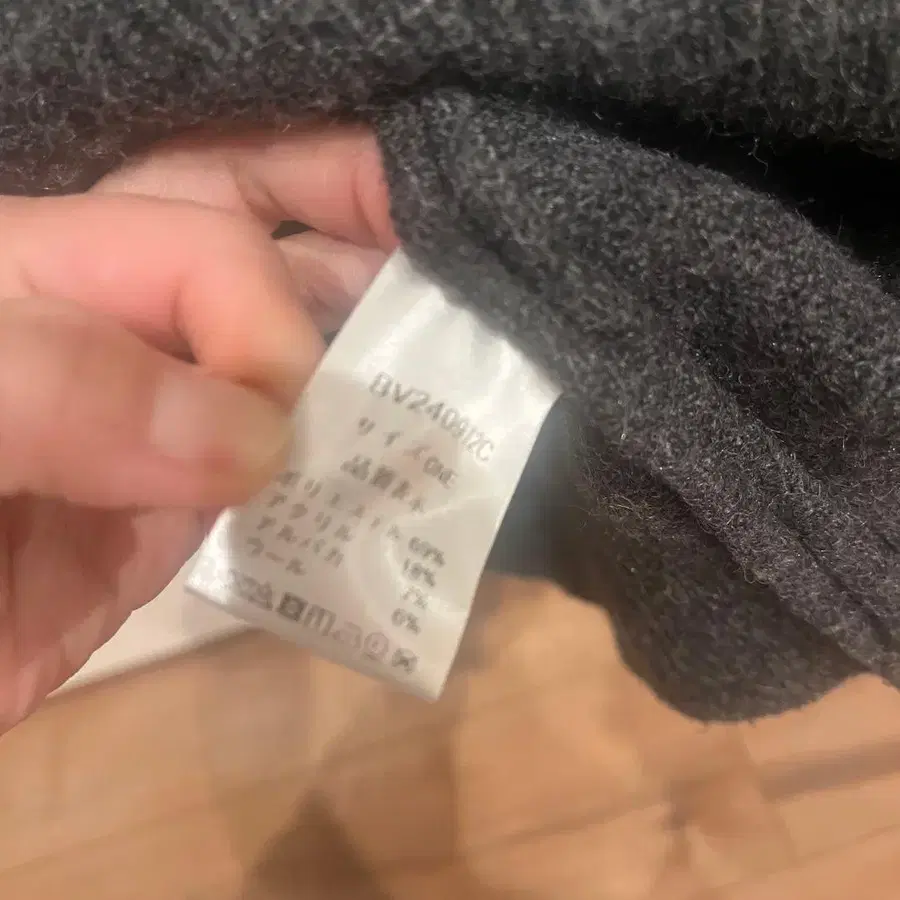 BV240912C
サイズ ONE
品質表示
ポリエステル 69%
アクリル 18%
アルパカ 7%
ウール 6%